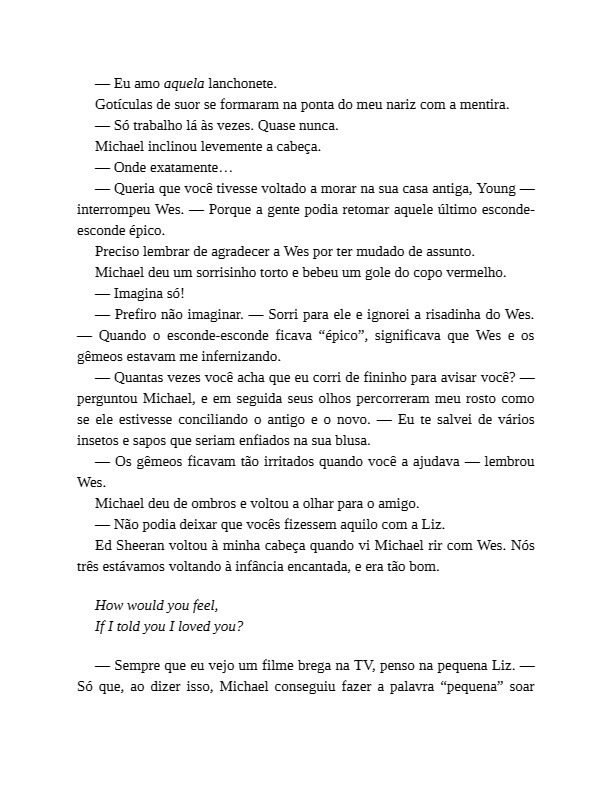 — Eu amo aquela lanchonete.
Gotículas de suor se formaram na ponta do meu nariz com a mentira.
— Só trabalho lá às vezes. Quase nunca.
Michael inclinou levemente a cabeça.
— Onde exatamente…
— Queria que você tivesse voltado a morar na sua casa antiga, Young —
interrompeu Wes. — Porque a gente podia retomar aquele último esconde-
esconde épico.
Preciso lembrar de agradecer a Wes por ter mudado de assunto.
Michael deu um sorrisinho torto e bebeu um gole do copo vermelho.
— Imagina só!
— Prefiro não imaginar. — Sorri para ele e ignorei a risadinha do Wes.
— Quando o esconde-esconde ficava “épico”, significava que Wes e os
gêmeos estavam me infernizando.
— Quantas vezes você acha que eu corri de fininho para avisar você? —
perguntou Michael, e em seguida seus olhos percorreram meu rosto como
se ele estivesse conciliando o antigo e o novo. — Eu te salvei de vários
insetos e sapos que seriam enfiados na sua blusa.
— Os gêmeos ficavam tão irritados quando você a ajudava — lembrou
Wes.
Michael deu de ombros e voltou a olhar para o amigo.
— Não podia deixar que vocês fizessem aquilo com a Liz.
Ed Sheeran voltou à minha cabeça quando vi Michael rir com Wes. Nós
três estávamos voltando à infância encantada, e era tão bom.
How would you feel,
If I told you I loved you?
— Sempre que eu vejo um filme brega na TV, penso na pequena Liz. —
Só que, ao dizer isso, Michael conseguiu fazer a palavra “pequena” soar